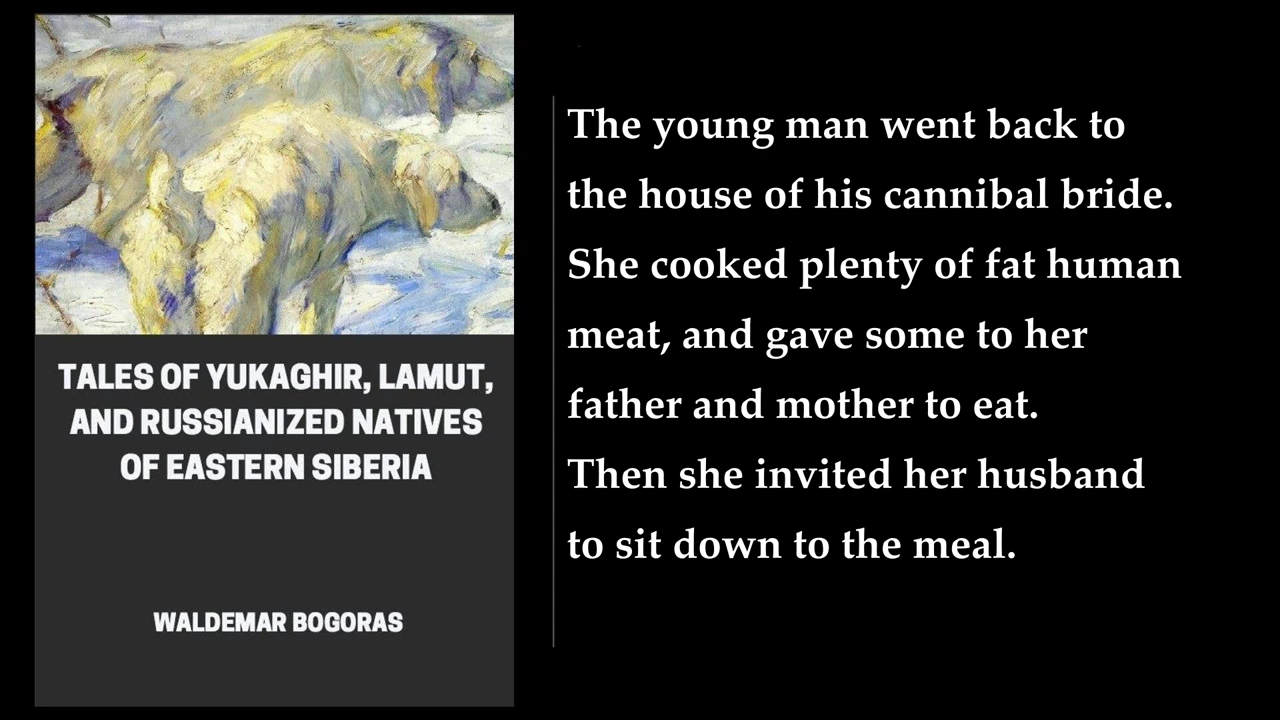 TALES OF YUKAGHIR, LAMUT,
AND RUSSIANIZED NATIVES
OF EASTERN SIBERIA
WALDEMAR BOGORAS
The young man went back to
the house of his cannibal bride.
She cooked plenty of fat human
meat, and gave some to her
father and mother to eat.
Then she invited her husband
to sit down to the meal.